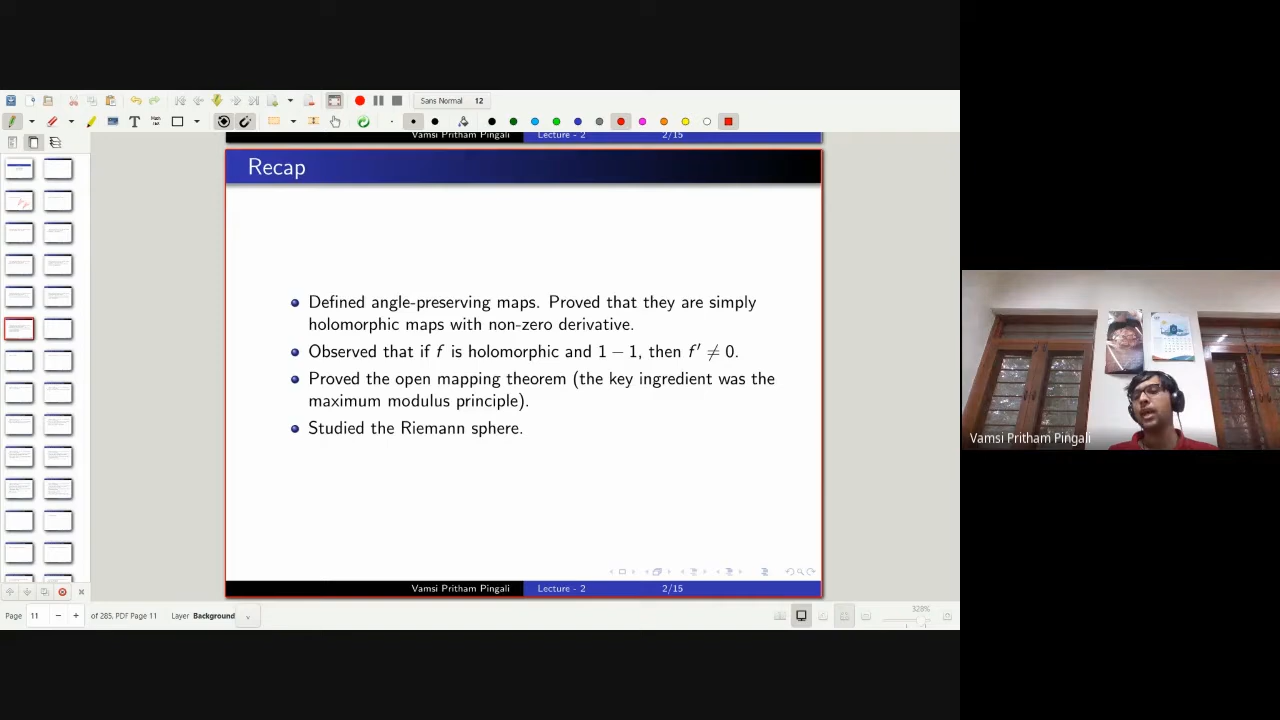 Sans Normal 12
Vamsi Pritham Pingali Lecture - 2 2/15
Recap
Defined angle-preserving maps. Proved that they are simply
holomorphic maps with non-zero derivative.
Observed that if f is holomorphic and 1 − 1, then f′ ≠ 0.
Proved the open mapping theorem (the key ingredient was the
maximum modulus principle).
Studied the Riemann sphere.
Vamsi Pritham Pingali Lecture - 2 2/15
Page 11 of 285, PDF Page 11 Layer Background
328%
Vamsi Pritham Pingali